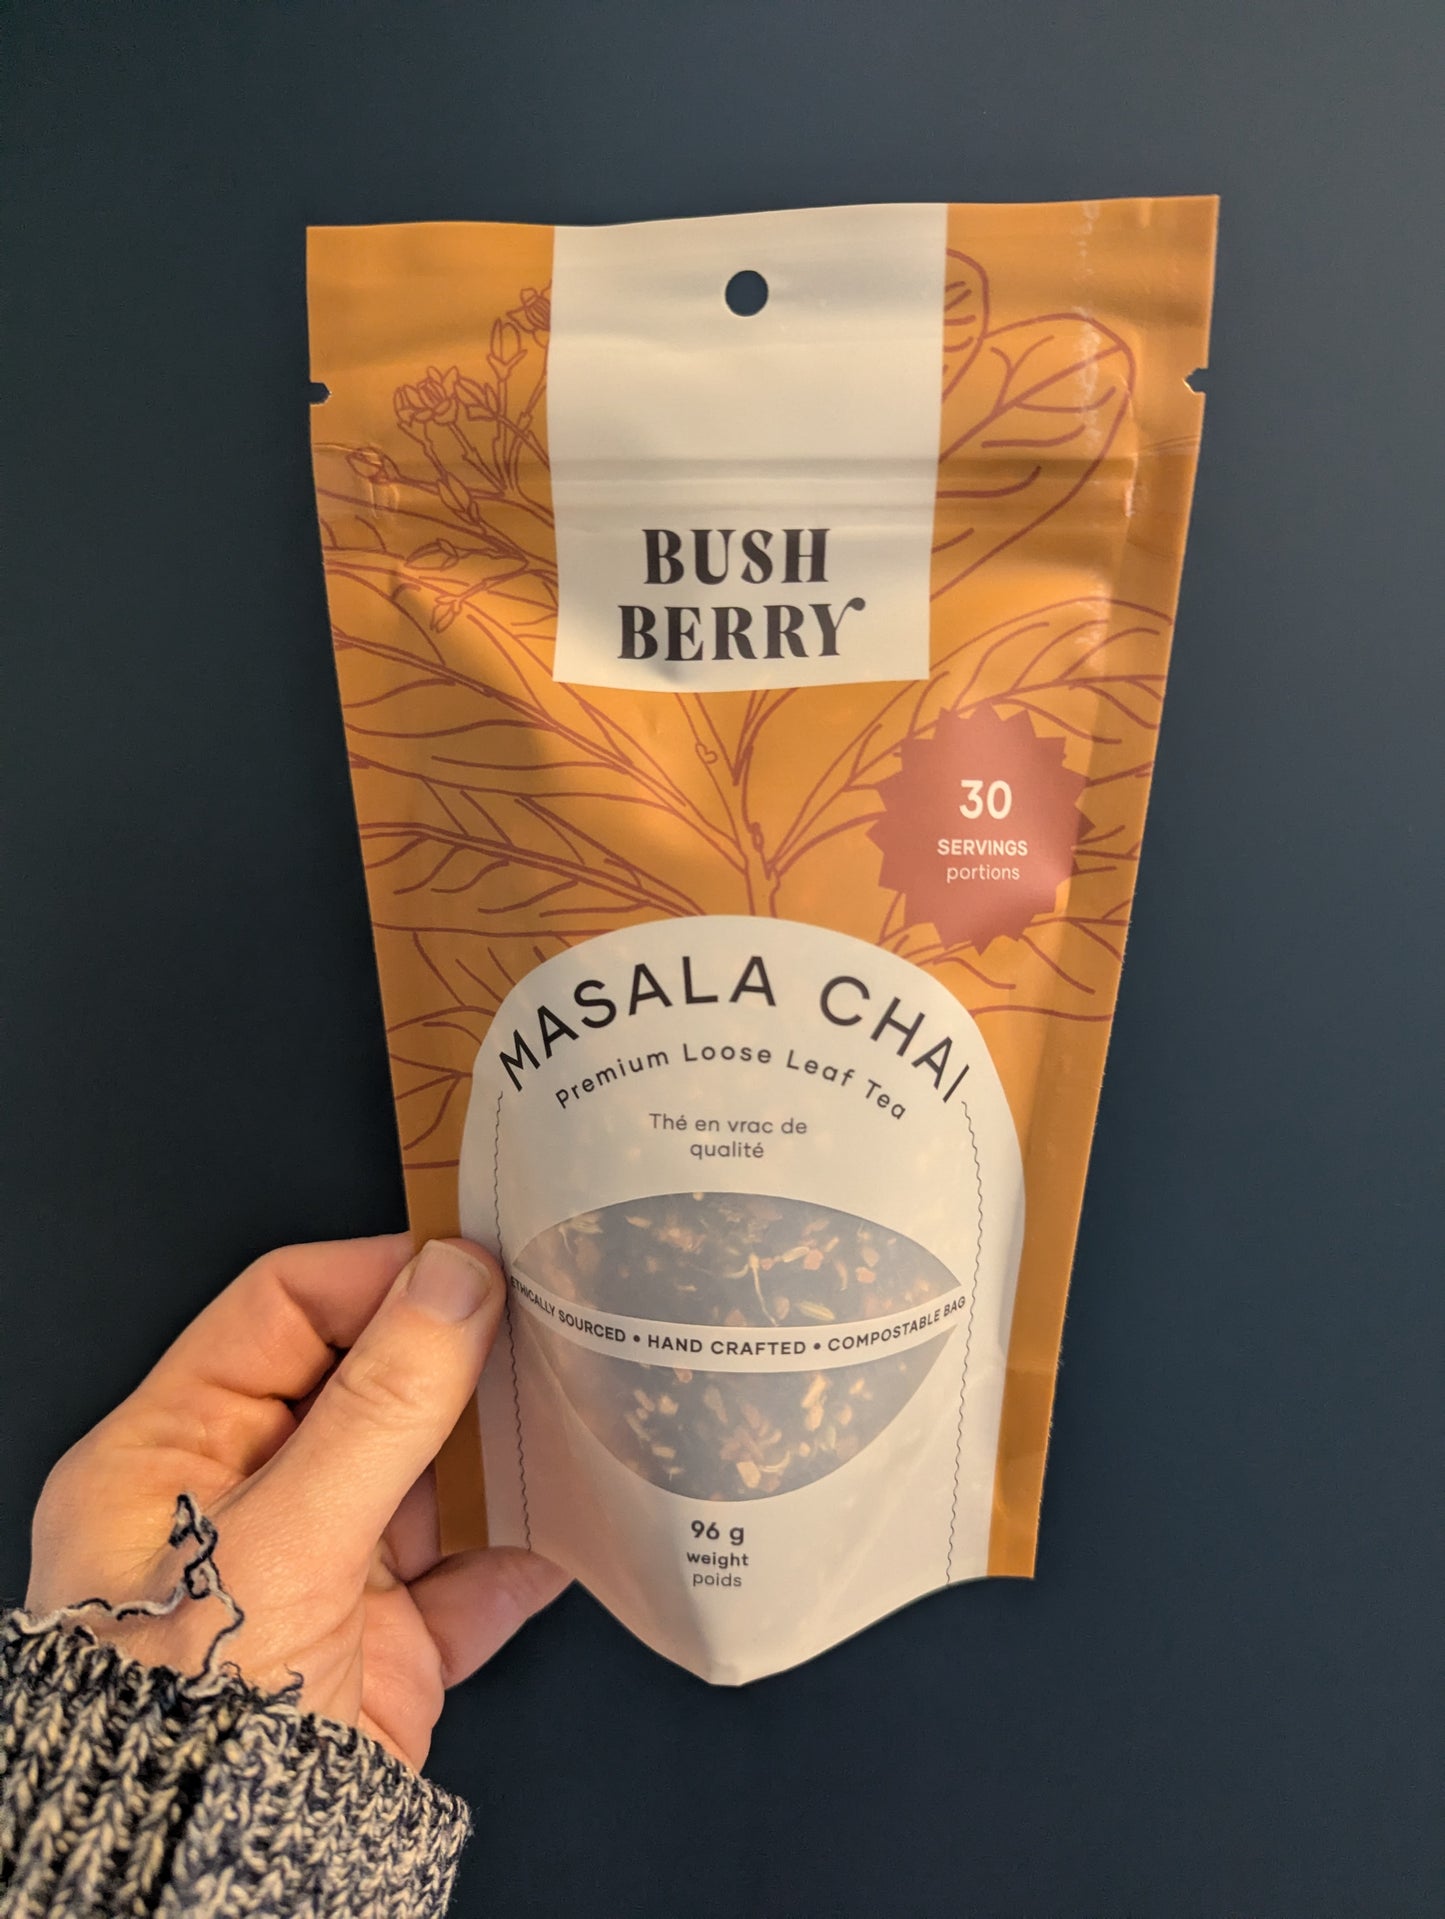 BUSH
BERRY
30
SERVINGS
portions
MASALA CHAI
Premium Loose Leaf Tea
Thé en vrac de
qualité
ETHICALLY SOURCED • HAND CRAFTED • COMPOSTABLE BAG
96 g
weight
poids